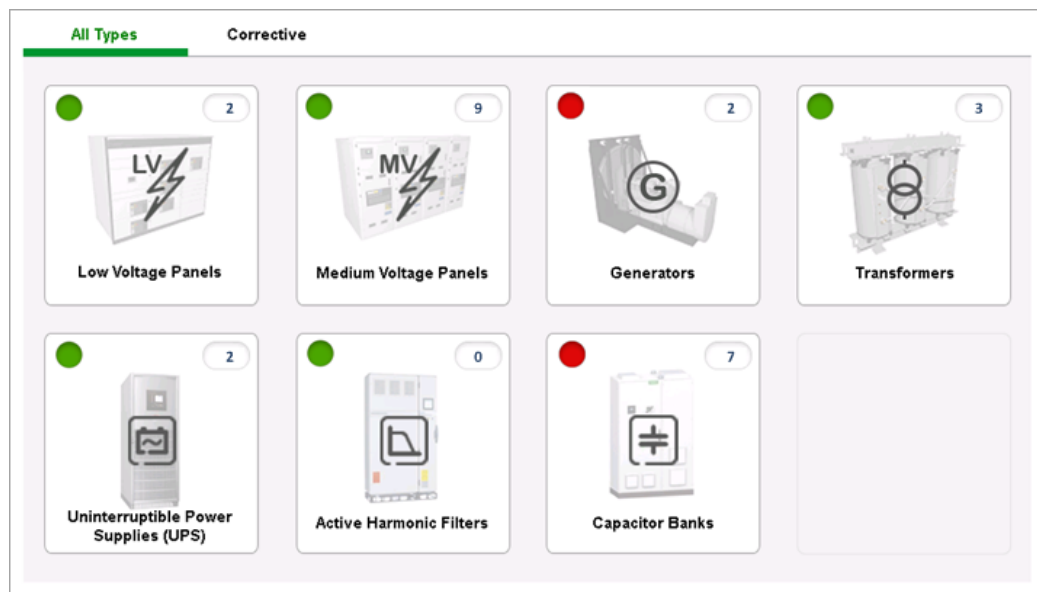 All Types Corrective
2 9 2 3
LV MV G
Low Voltage Panels Medium Voltage Panels Generators Transformers
2 0 7
Uninterruptible Power
Supplies (UPS) Active Harmonic Filters Capacitor Banks